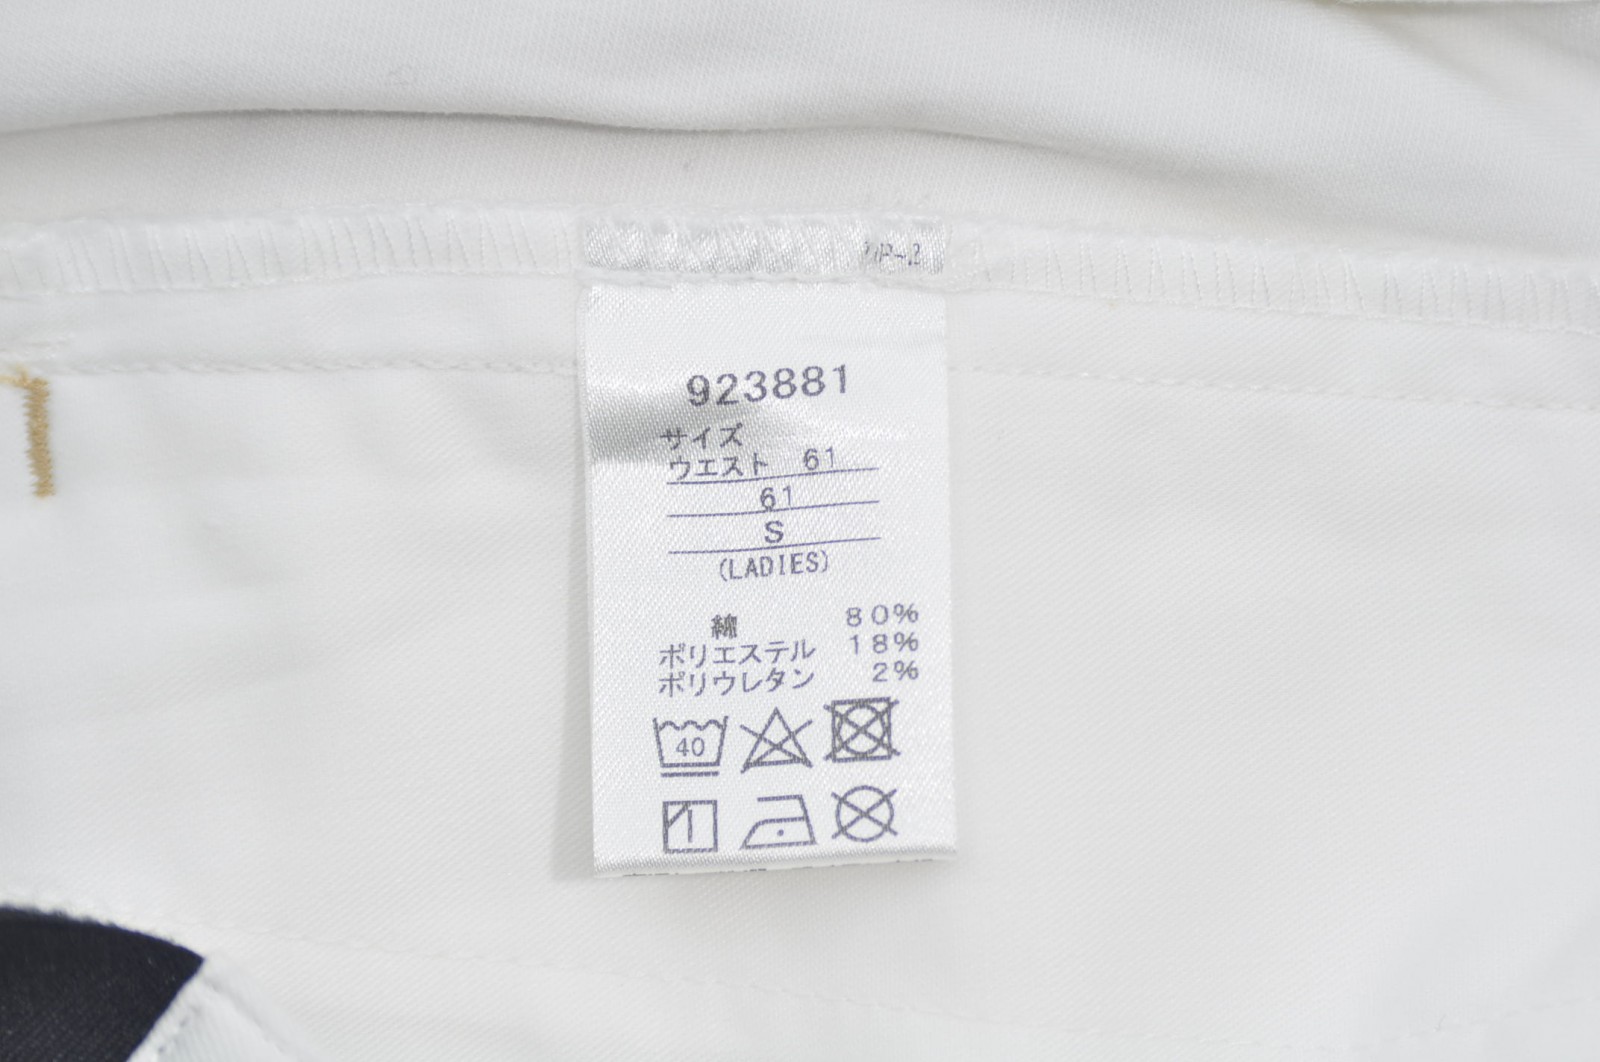 923881
サイズ
ウエスト 61
61
S
(LADIES)
綿 80%
ポリエステル 18%
ポリウレタン 2%
40